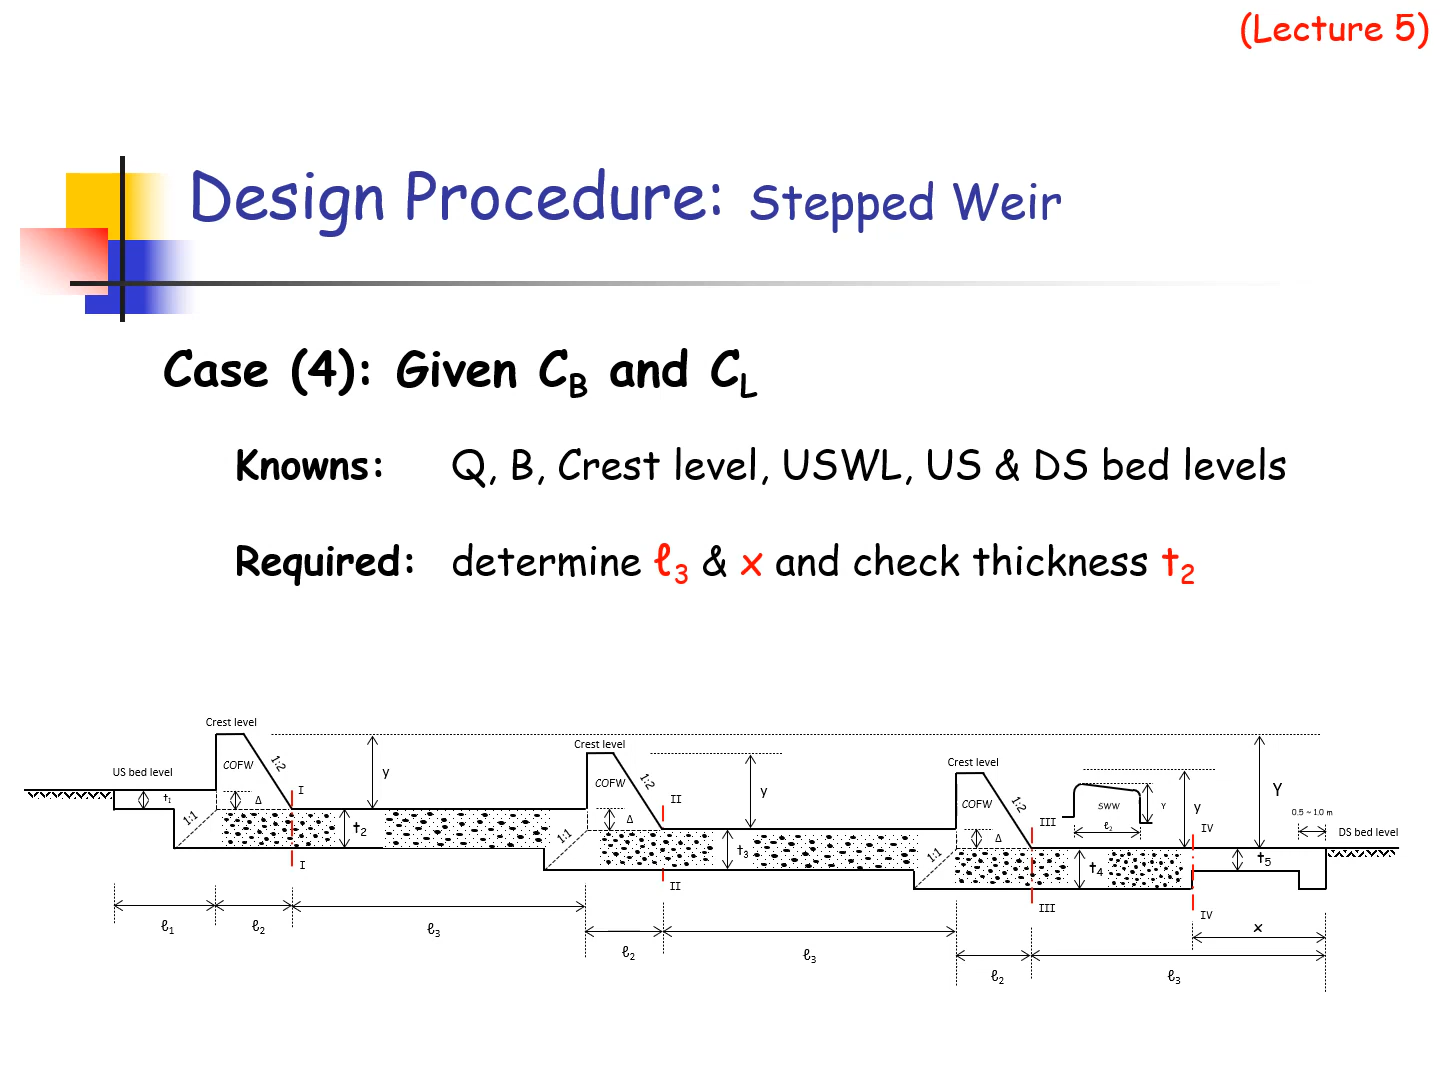 (Lecture 5)
Design Procedure: Stepped Weir
Case (4): Given C_B and C_L
Knowns: Q, B, Crest level, USWL, US & DS bed levels
Required: determine ℓ₃ & x and check thickness t₂
Crest level
Crest level
Crest level
US bed level
DS bed level
COFW
COFW
COFW
1:2
1:2
1:2
1:1
1:1
1:1
t₁
Δ
Δ
Δ
I
I
II
II
III
III
IV
IV
y
y
y
Y
SWW
Y
ℓ₂
0.5 ~ 1.0 m
t₂
t₃
t₄
t₅
ℓ₁
ℓ₂
ℓ₃
ℓ₂
ℓ₃
ℓ₂
ℓ₃
x